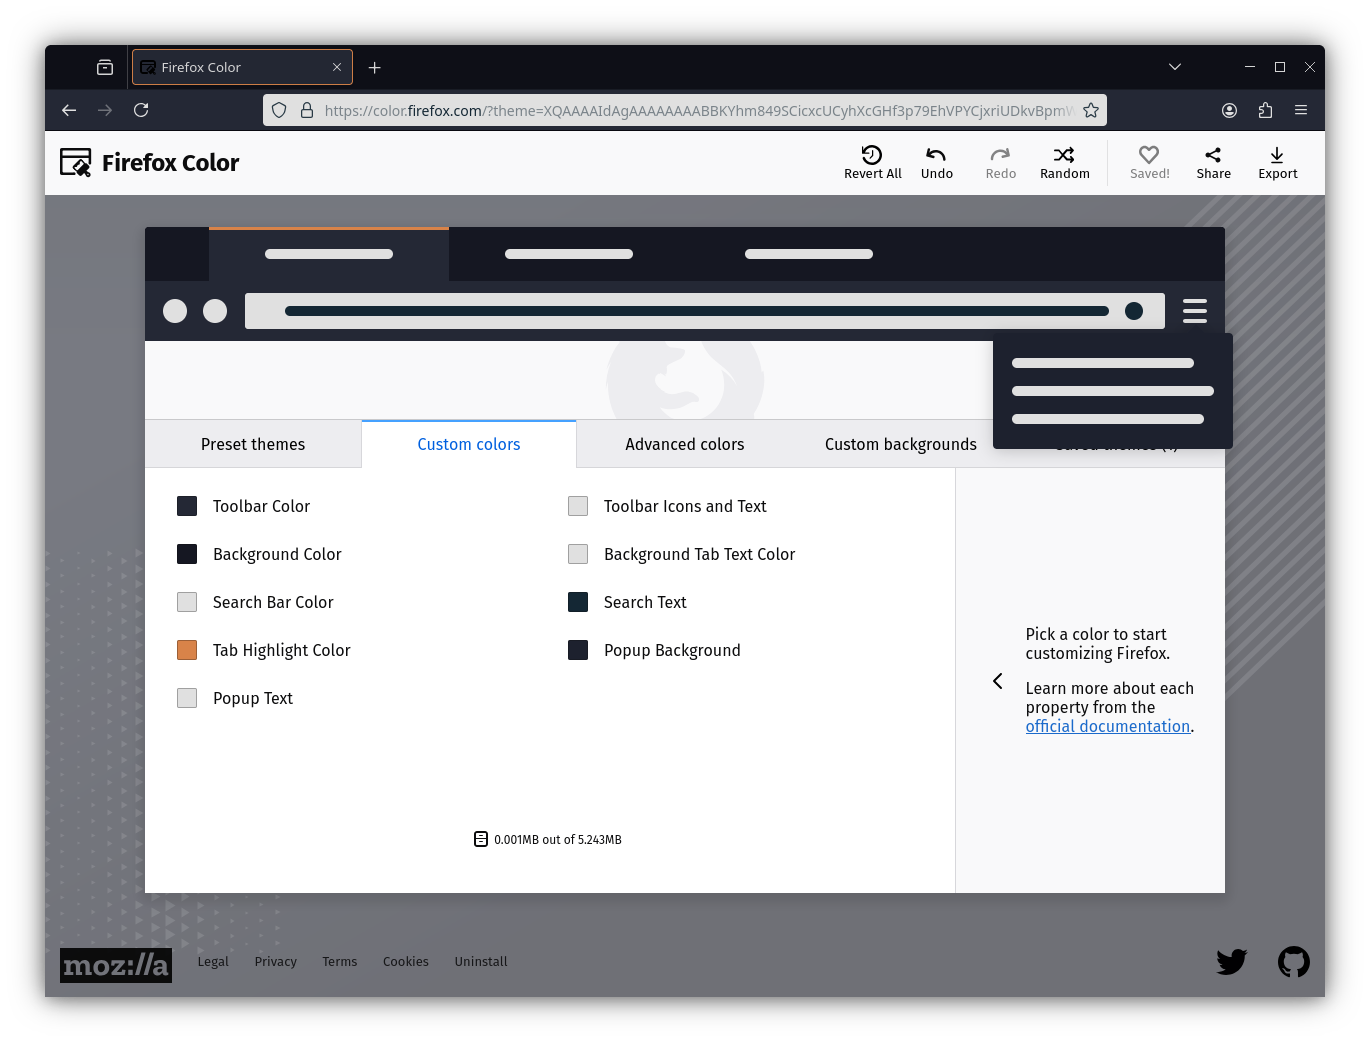 Firefox Color
https://color.firefox.com/?theme=XQAAAAIdAgAAAAAAAABBKYhm849SCicxcUCyhXcGHf3p79EhVPYCjxriUDkvBpmW
Firefox Color
Revert All
Undo
Redo
Random
Saved!
Share
Export
Preset themes
Custom colors
Advanced colors
Custom backgrounds
Toolbar Color
Toolbar Icons and Text
Background Color
Background Tab Text Color
Search Bar Color
Search Text
Tab Highlight Color
Popup Background
Popup Text
Pick a color to start
customizing Firefox.
Learn more about each
property from the
official documentation.
0.001MB out of 5.243MB
moz://a
Legal
Privacy
Terms
Cookies
Uninstall